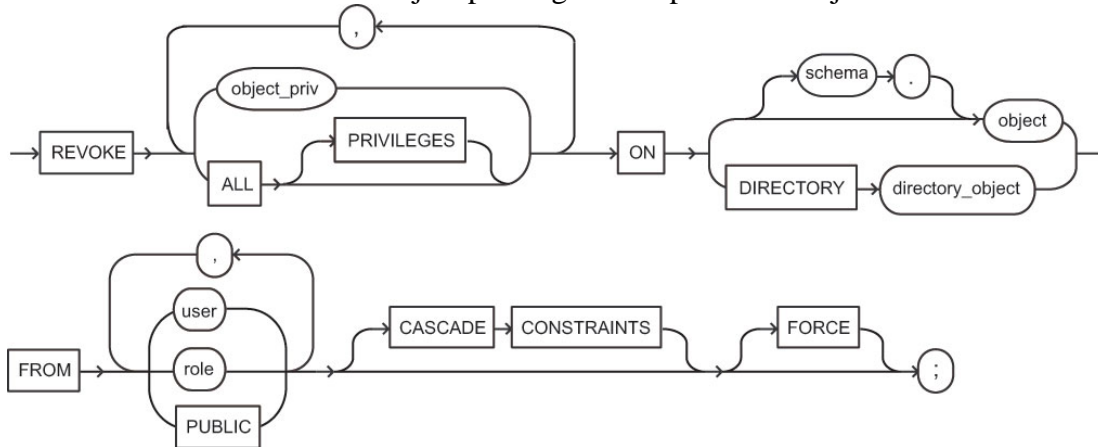 ,
object_priv
schema .
object
REVOKE
PRIVILEGES
ON
ALL
DIRECTORY directory_object
,
user
CASCADE CONSTRAINTS FORCE
FROM role ;
PUBLIC